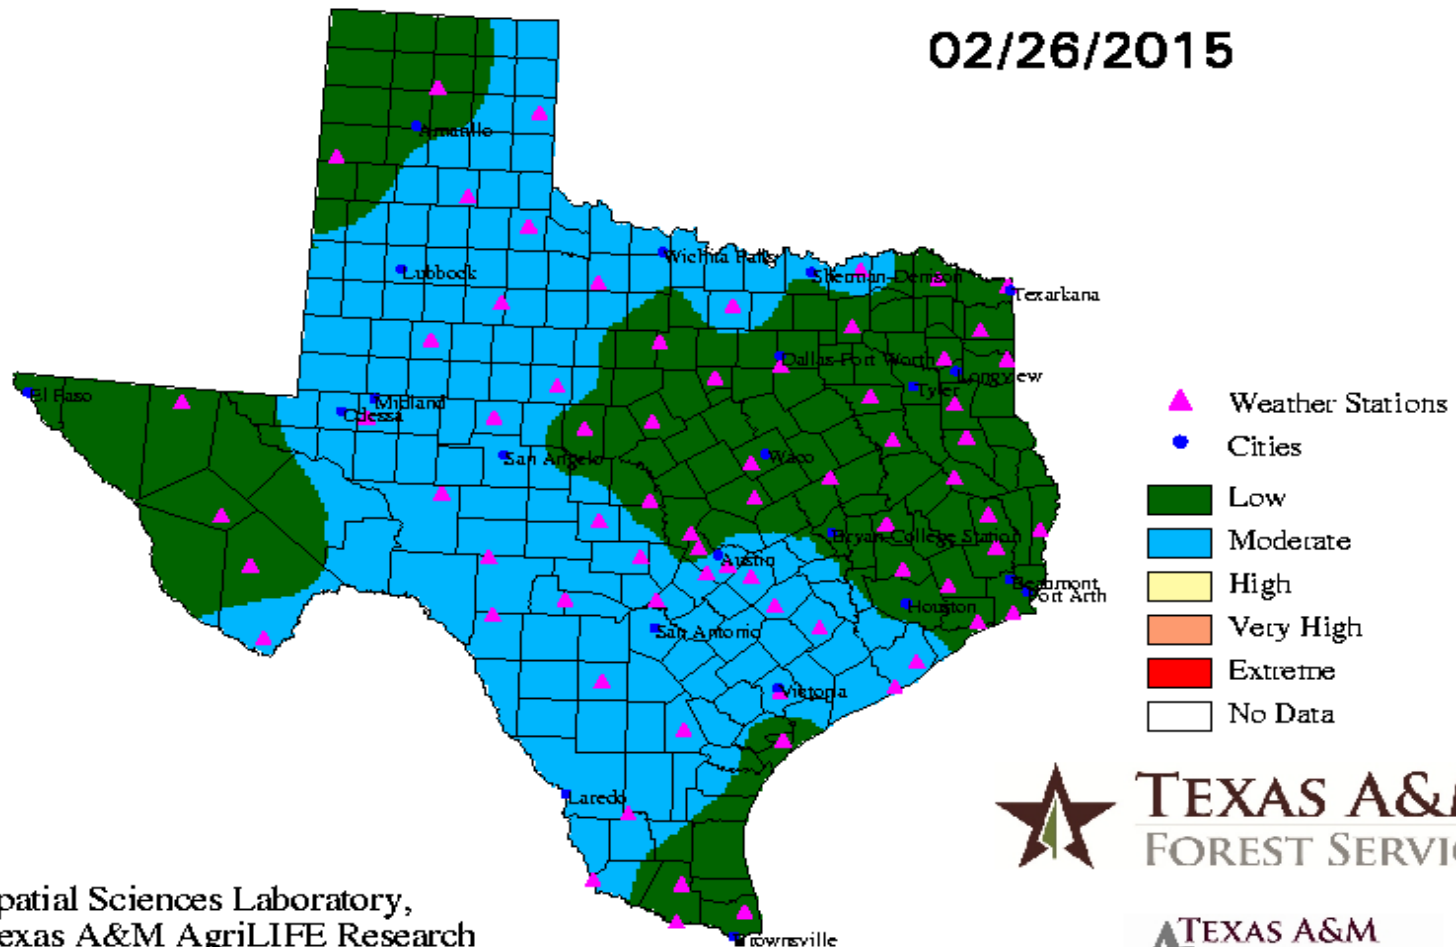 02/26/2015
Amarillo
Wichita Falls
Lubbock
Sherman-Denison
Texarkana
Dallas-Fort Worth
Longview
Tyler
El Paso
Midland
Odessa
San Angelo
Waco
Bryan-College Station
Austin
Beaumont
Port Arth
Houston
San Antonio
Victoria
Laredo
Brownsville
Weather Stations
Cities
Low
Moderate
High
Very High
Extreme
No Data
TEXAS A&M
FOREST SERVIC
patial Sciences Laboratory,
exas A&M AgriLIFE Research
TEXAS A&M